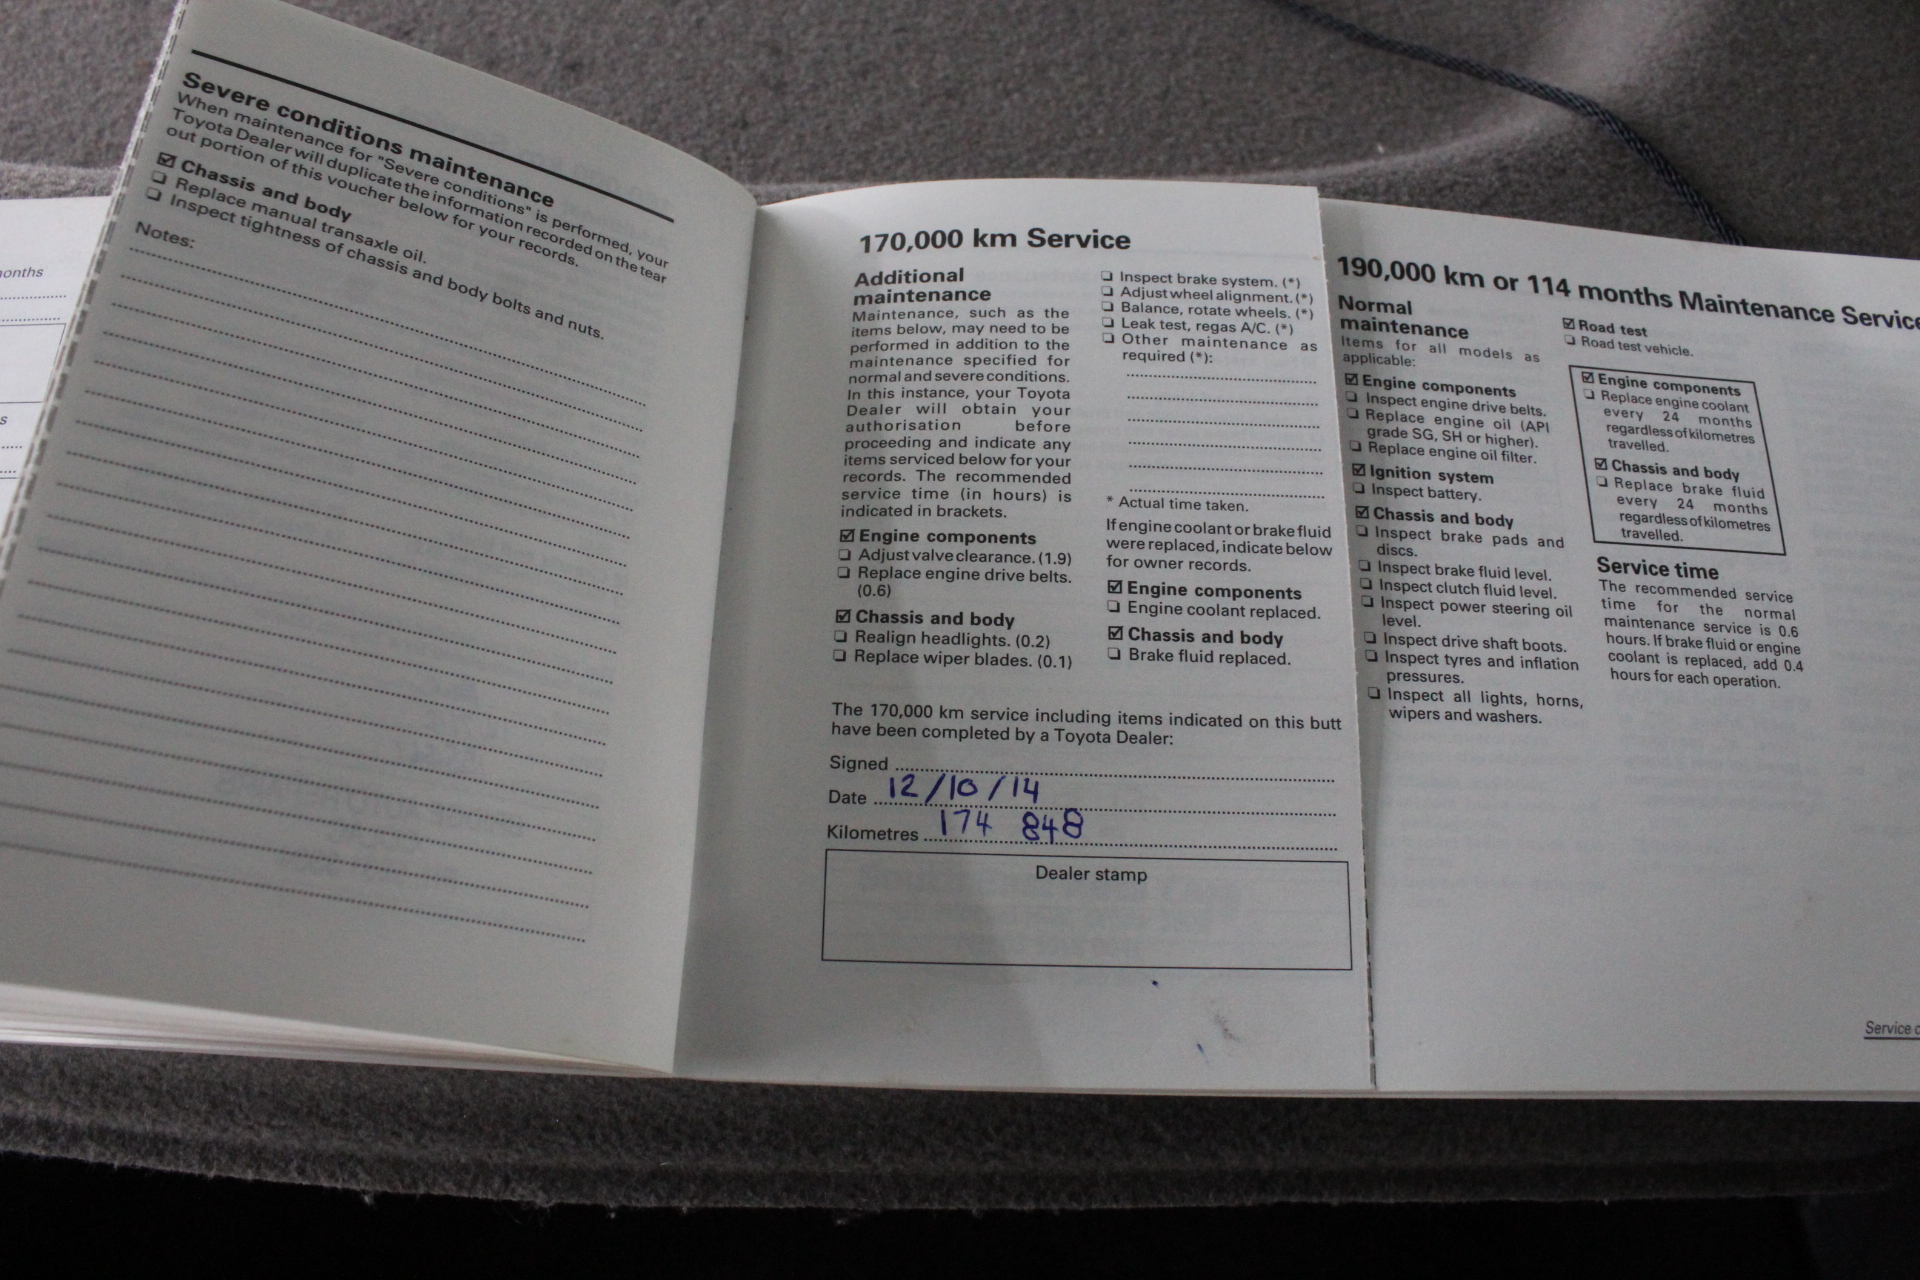 onths
s
Severe conditions maintenance
When maintenance for "Severe conditions" is performed, your
Toyota Dealer will duplicate the information recorded on the tear
out portion of this voucher below for your records.
☑ Chassis and body
❏ Replace manual transaxle oil.
❏ Inspect tightness of chassis and body bolts and nuts.
Notes:
170,000 km Service
Additional
maintenance
Maintenance, such as the
items below, may need to be
performed in addition to the
maintenance specified for
normal and severe conditions.
In this instance, your Toyota
Dealer will obtain your
authorisation before
proceeding and indicate any
items serviced below for your
records. The recommended
service time (in hours) is
indicated in brackets.
☑ Engine components
❏ Adjust valve clearance. (1.9)
❏ Replace engine drive belts.
(0.6)
☑ Chassis and body
❏ Realign headlights. (0.2)
❏ Replace wiper blades. (0.1)
❏ Inspect brake system. (*)
❏ Adjust wheel alignment. (*)
❏ Balance, rotate wheels. (*)
❏ Leak test, regas A/C. (*)
❏ Other maintenance as
required (*):
* Actual time taken.
If engine coolant or brake fluid
were replaced, indicate below
for owner records.
☑ Engine components
❏ Engine coolant replaced.
☑ Chassis and body
❏ Brake fluid replaced.
The 170,000 km service including items indicated on this butt
have been completed by a Toyota Dealer:
Signed
Date 12/10/14
Kilometres 174 848
Dealer stamp
190,000 km or 114 months Maintenance Service
Normal
maintenance
Items for all models as
applicable:
☑ Engine components
❏ Inspect engine drive belts.
❏ Replace engine oil (API
grade SG, SH or higher).
❏ Replace engine oil filter.
☑ Ignition system
❏ Inspect battery.
☑ Chassis and body
❏ Inspect brake pads and
discs.
❏ Inspect brake fluid level.
❏ Inspect clutch fluid level.
❏ Inspect power steering oil
level.
❏ Inspect drive shaft boots.
❏ Inspect tyres and inflation
pressures.
❏ Inspect all lights, horns,
wipers and washers.
☑ Road test
❏ Road test vehicle.
☑ Engine components
❏ Replace engine coolant
every 24 months
regardless of kilometres
travelled.
☑ Chassis and body
❏ Replace brake fluid
every 24 months
regardless of kilometres
travelled.
Service time
The recommended service
time for the normal
maintenance service is 0.6
hours. If brake fluid or engine
coolant is replaced, add 0.4
hours for each operation.
Service